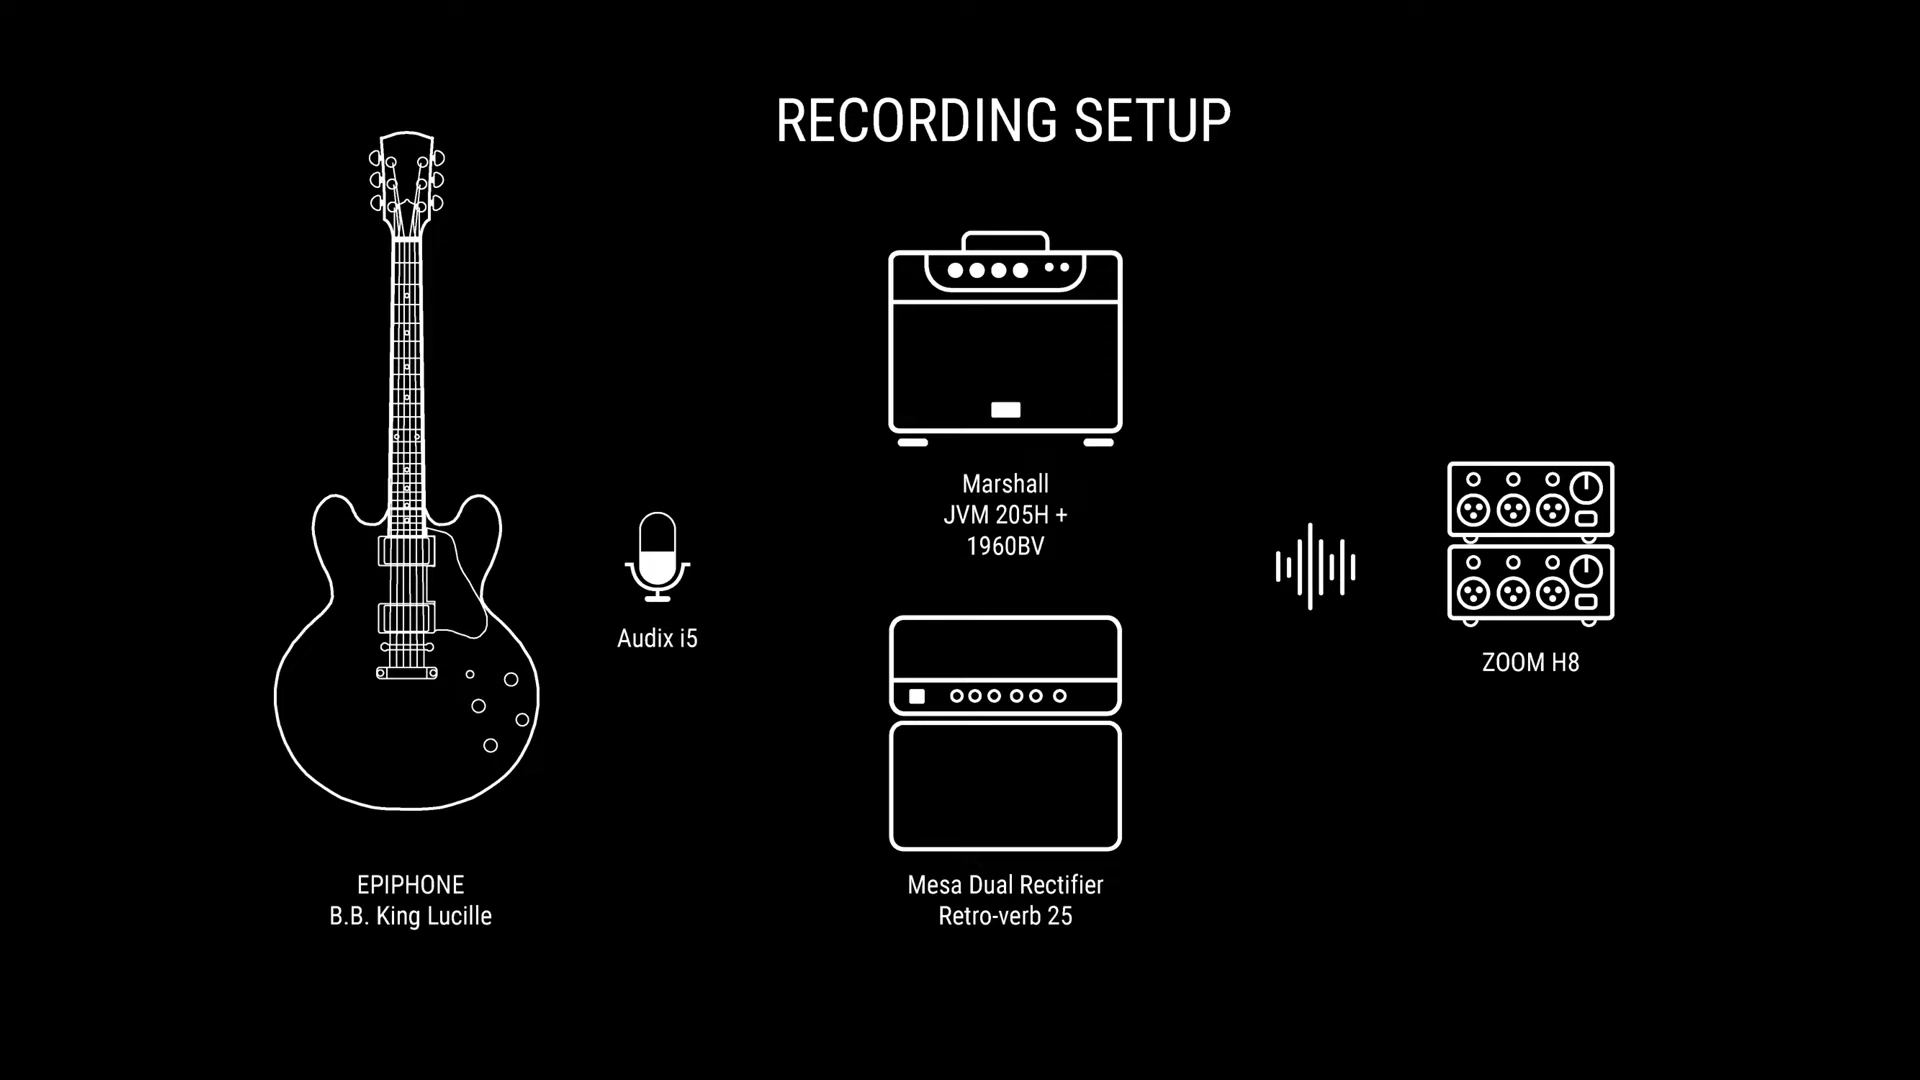 RECORDING SETUP
Marshall
JVM 205H +
1960BV
Audix i5
ZOOM H8
EPIPHONE
B.B. King Lucille
Mesa Dual Rectifier
Retro-verb 25